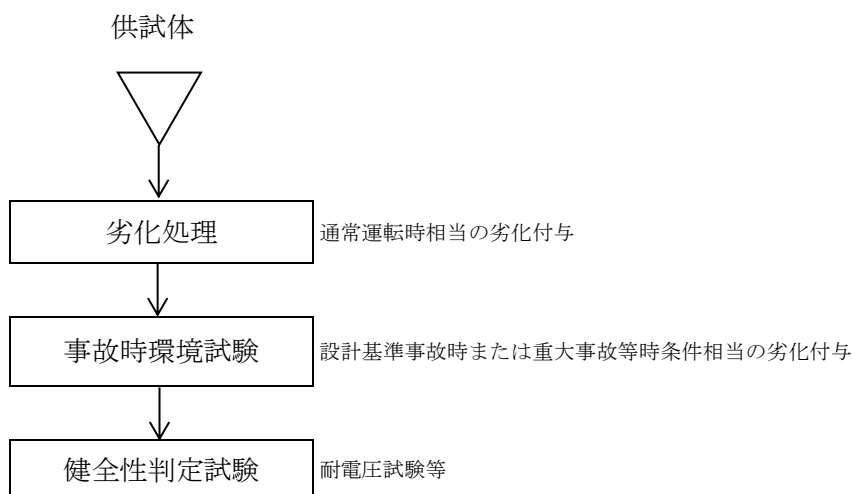 供試体
劣化処理
通常運転時相当の劣化付与
事故時環境試験
設計基準事故時または重大事故等時条件相当の劣化付与
健全性判定試験
耐電圧試験等